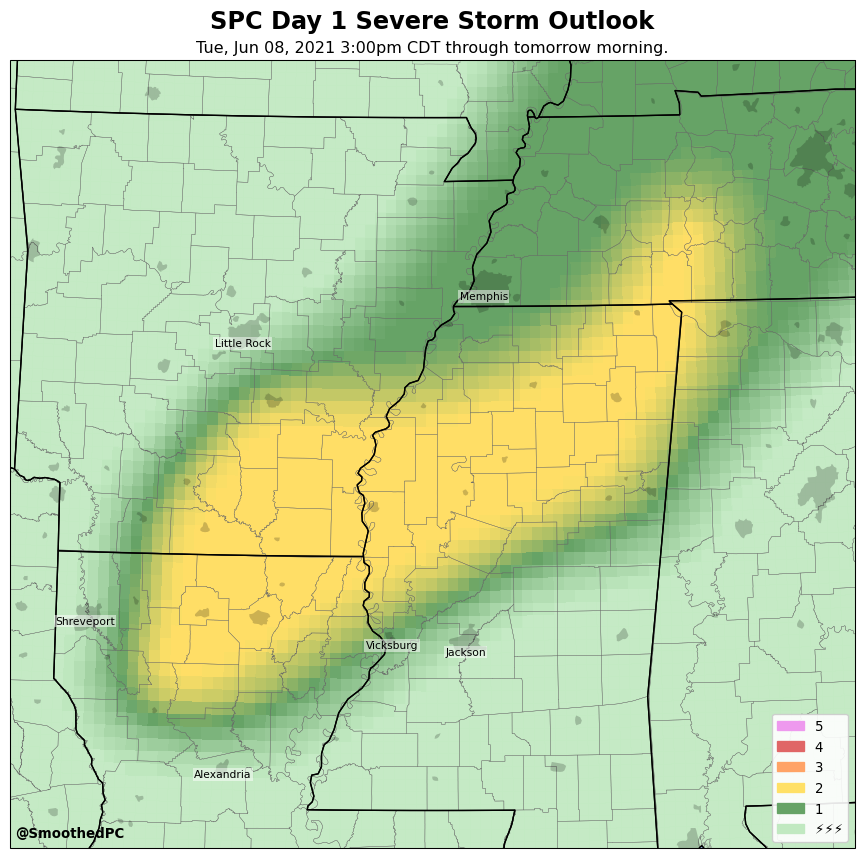 SPC Day 1 Severe Storm Outlook
Tue, Jun 08, 2021 3:00pm CDT through tomorrow morning.
Memphis
Little Rock
Shreveport
Vicksburg
Jackson
Alexandria
5
4
3
2
1
⚡⚡⚡
@SmoothedPC